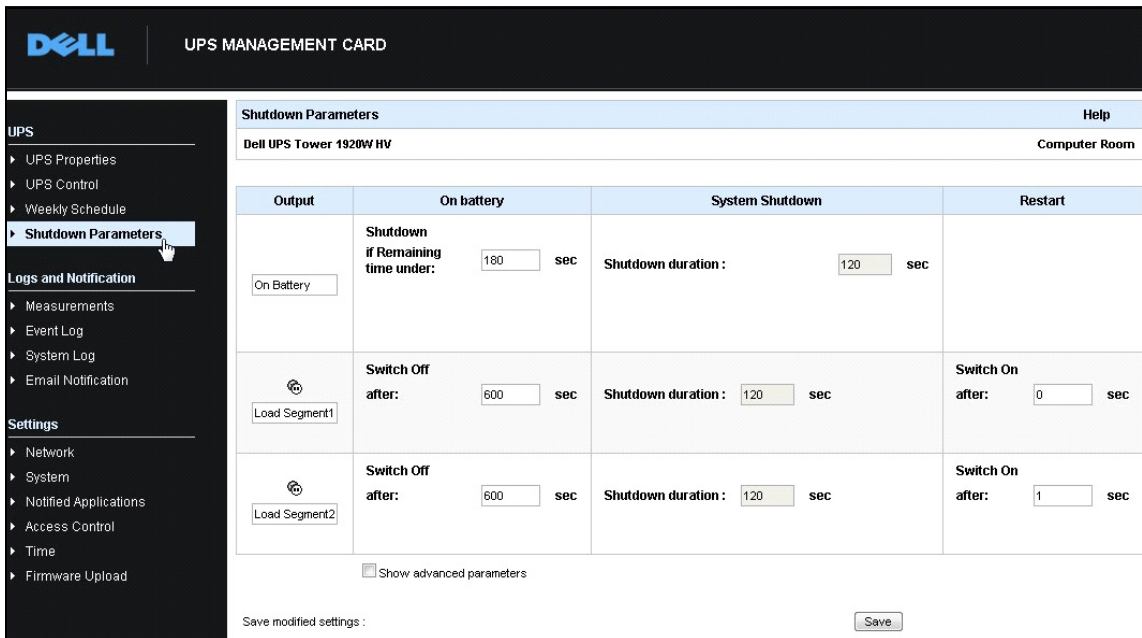 DELL
UPS MANAGEMENT CARD
UPS
UPS Properties
UPS Control
Weekly Schedule
Shutdown Parameters
Logs and Notification
Measurements
Event Log
System Log
Email Notification
Settings
Network
System
Notified Applications
Access Control
Time
Firmware Upload
Shutdown Parameters Help
Dell UPS Tower 1920W HV Computer Room
Output On battery System Shutdown Restart
On Battery
Shutdown
if Remaining
time under: 180 sec
Shutdown duration : 120 sec
Load Segment1
Switch Off
after: 600 sec
Shutdown duration : 120 sec
Switch On
after: 0 sec
Load Segment2
Switch Off
after: 600 sec
Shutdown duration : 120 sec
Switch On
after: 1 sec
Show advanced parameters
Save modified settings : Save